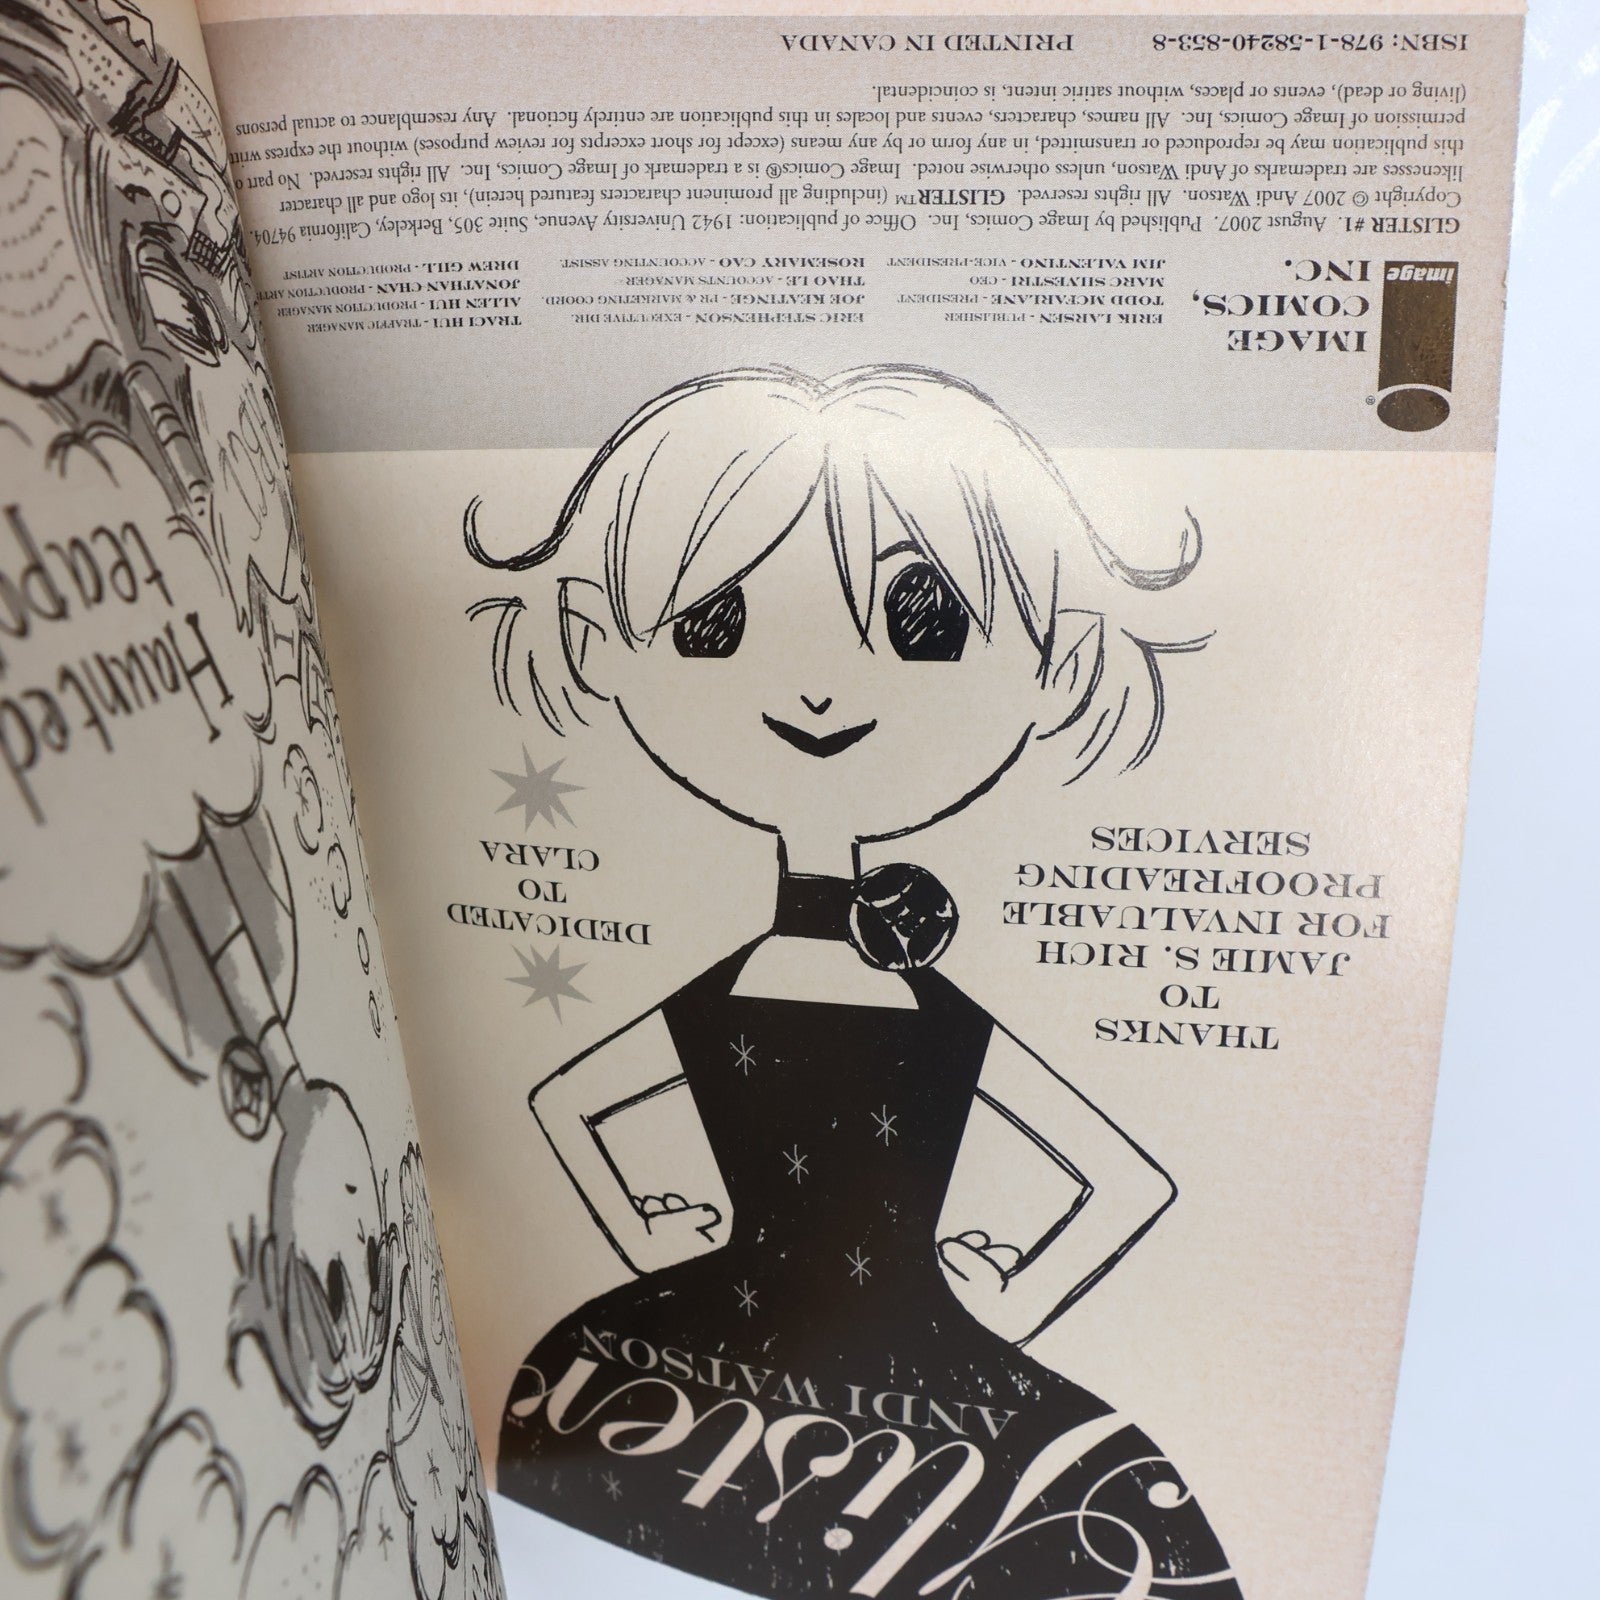 Glister™
ANDI WATSON
THANKS
TO
JAMIE S. RICH
FOR INVALUABLE
PROOFREADING
SERVICES
DEDICATED
TO
CLARA
image®
IMAGE
COMICS,
INC.
ERIK LARSEN - PUBLISHER
TODD MCFARLANE - PRESIDENT
MARC SILVESTRI - CEO
JIM VALENTINO - VICE-PRESIDENT
ERIC STEPHENSON - EXECUTIVE DIR.
JOE KEATINGE - PR & MARKETING COORD.
THAO LE - ACCOUNTS MANAGER
ROSEMARY CAO - ACCOUNTING ASSIST.
TRACI HUI - TRAFFIC MANAGER
ALLEN HUI - PRODUCTION MANAGER
JONATHAN CHAN - PRODUCTION ARTI
DREW GILL - PRODUCTION ARTIST
GLISTER #1. August 2007. Published by Image Comics, Inc. Office of publication: 1942 University Avenue, Suite 305, Berkeley, California 94704.
Copyright © 2007 Andi Watson. All rights reserved. GLISTER™ (including all prominent characters featured herein), its logo and all character
likenesses are trademarks of Andi Watson, unless otherwise noted. Image Comics® is a trademark of Image Comics, Inc. All rights reserved. No part o
this publication may be reproduced or transmitted, in any form or by any means (except for short excerpts for review purposes) without the express writt
permission of Image Comics, Inc. All names, characters, events and locales in this publication are entirely fictional. Any resemblance to actual persons
(living or dead), events or places, without satiric intent, is coincidental.
ISBN: 978-1-58240-853-8 PRINTED IN CANADA
Haunted
teapo